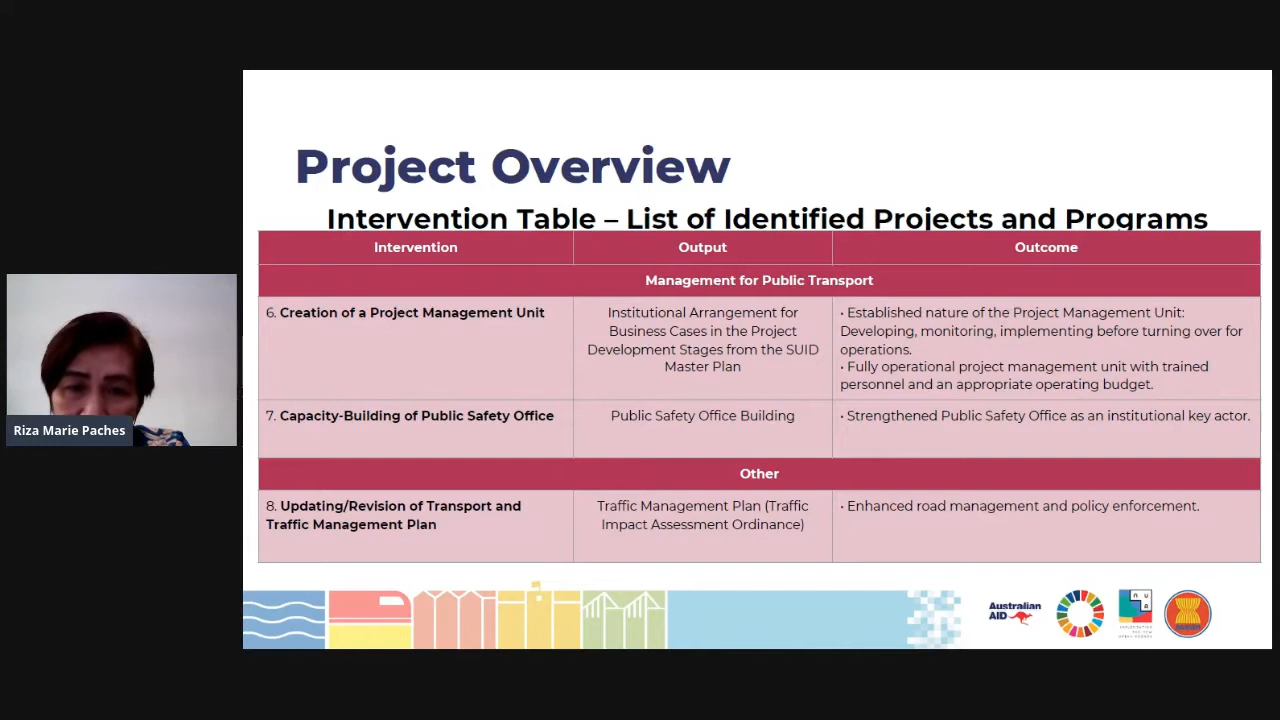 Project Overview
Intervention Table – List of Identified Projects and Programs
Intervention
Output
Outcome
Management for Public Transport
6. Creation of a Project Management Unit
Institutional Arrangement for
Business Cases in the Project
Development Stages from the SUID
Master Plan
• Established nature of the Project Management Unit:
Developing, monitoring, implementing before turning over for
operations.
• Fully operational project management unit with trained
personnel and an appropriate operating budget.
7. Capacity-Building of Public Safety Office
Public Safety Office Building
• Strengthened Public Safety Office as an institutional key actor.
Other
8. Updating/Revision of Transport and
Traffic Management Plan
Traffic Management Plan (Traffic
Impact Assessment Ordinance)
• Enhanced road management and policy enforcement.
Riza Marie Paches
Australian
AID
N U
A